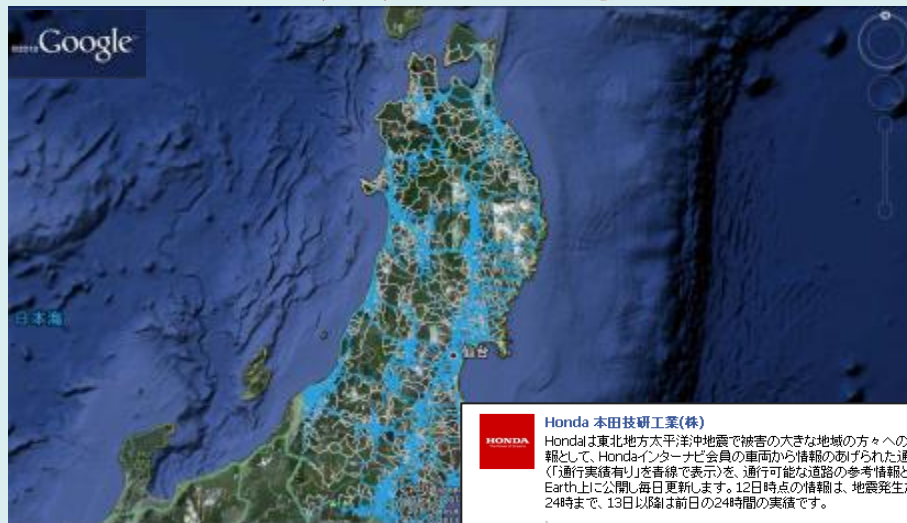 Google
日本海
仙台
HONDA
Honda 本田技研工業(株)
Hondaは東北地方太平洋沖地震で被害の大きな地域の方々への
報として、Hondaインターナビ会員の車両から情報のあげられた通
(「通行実績有り」を青線で表示)を、通行可能な道路の参考情報と
Earth上に公開し毎日更新します。12日時点の情報は、地震発生
24時まで、13日以降は前日の24時間の実績です。